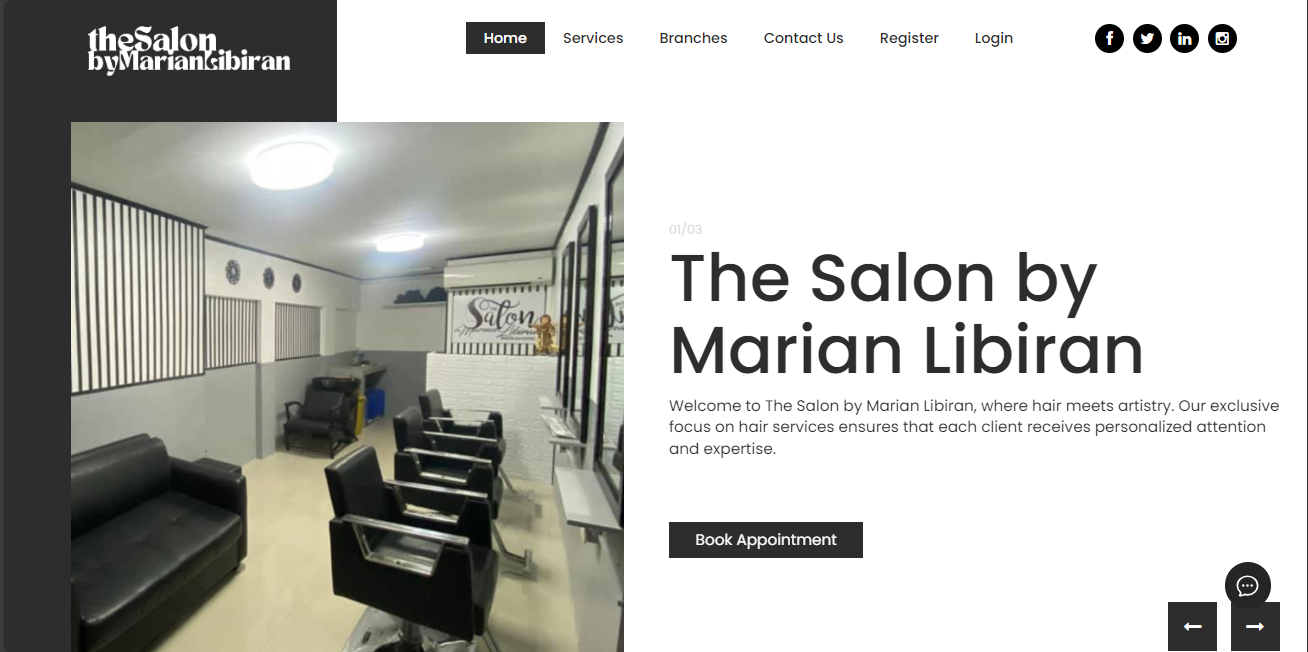 theSalon
byMarianLibiran
Home Services Branches Contact Us Register Login
Salon
Marian Libiran
01/03
The Salon by
Marian Libiran
Welcome to The Salon by Marian Libiran, where hair meets artistry. Our exclusive
focus on hair services ensures that each client receives personalized attention
and expertise.
Book Appointment